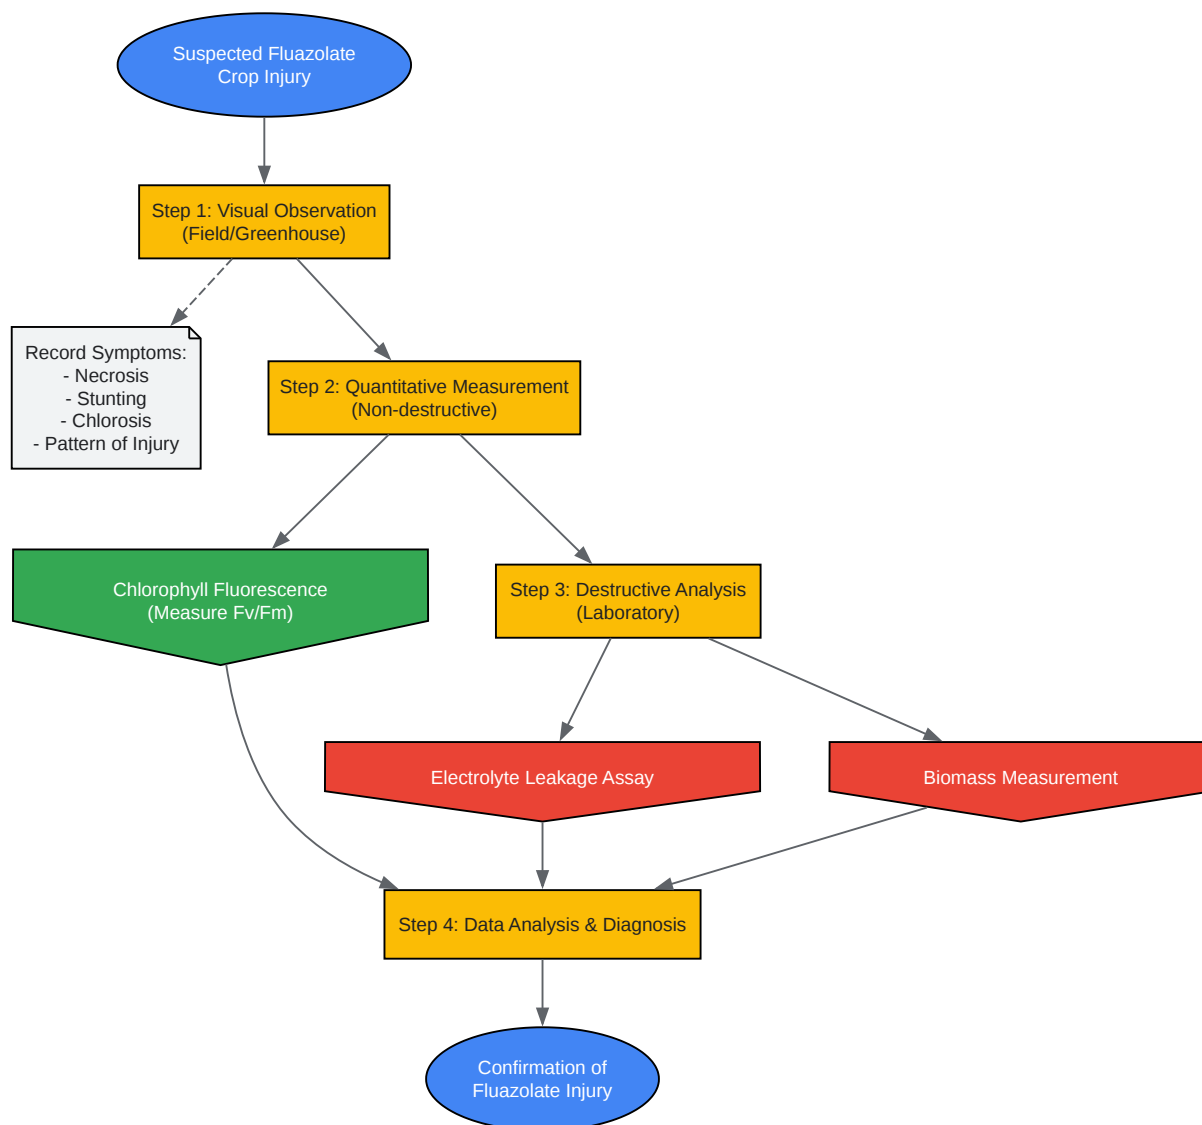 Suspected Fluazolate
Crop Injury
Step 1: Visual Observation
(Field/Greenhouse)
Record Symptoms:
- Necrosis
- Stunting
- Chlorosis
- Pattern of Injury
Step 2: Quantitative Measurement
(Non-destructive)
Chlorophyll Fluorescence
(Measure Fv/Fm)
Step 3: Destructive Analysis
(Laboratory)
Electrolyte Leakage Assay
Biomass Measurement
Step 4: Data Analysis & Diagnosis
Confirmation of
Fluazolate Injury